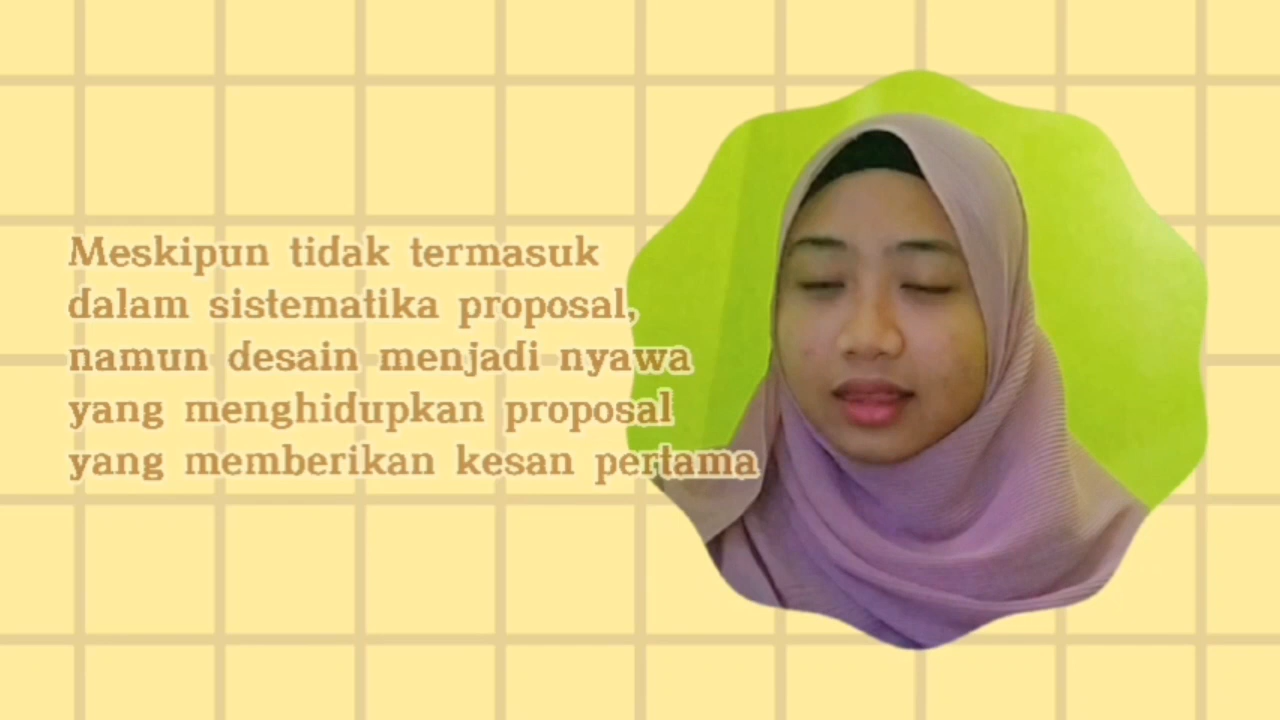 Meskipun tidak termasuk
dalam sistematika proposal,
namun desain menjadi nyawa
yang menghidupkan proposal
yang memberikan kesan pertama